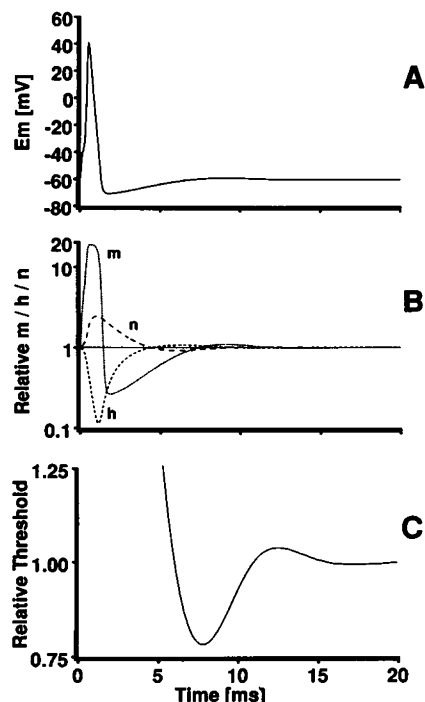 60
40
20
0
-20
-40
-60
-80
Em [mV]
A
20
10
1
0.1
Relative m / h / n
m
n
h
B
1.25
1.00
0.75
Relative Threshold
C
0 5 10 15 20
Time [ms]